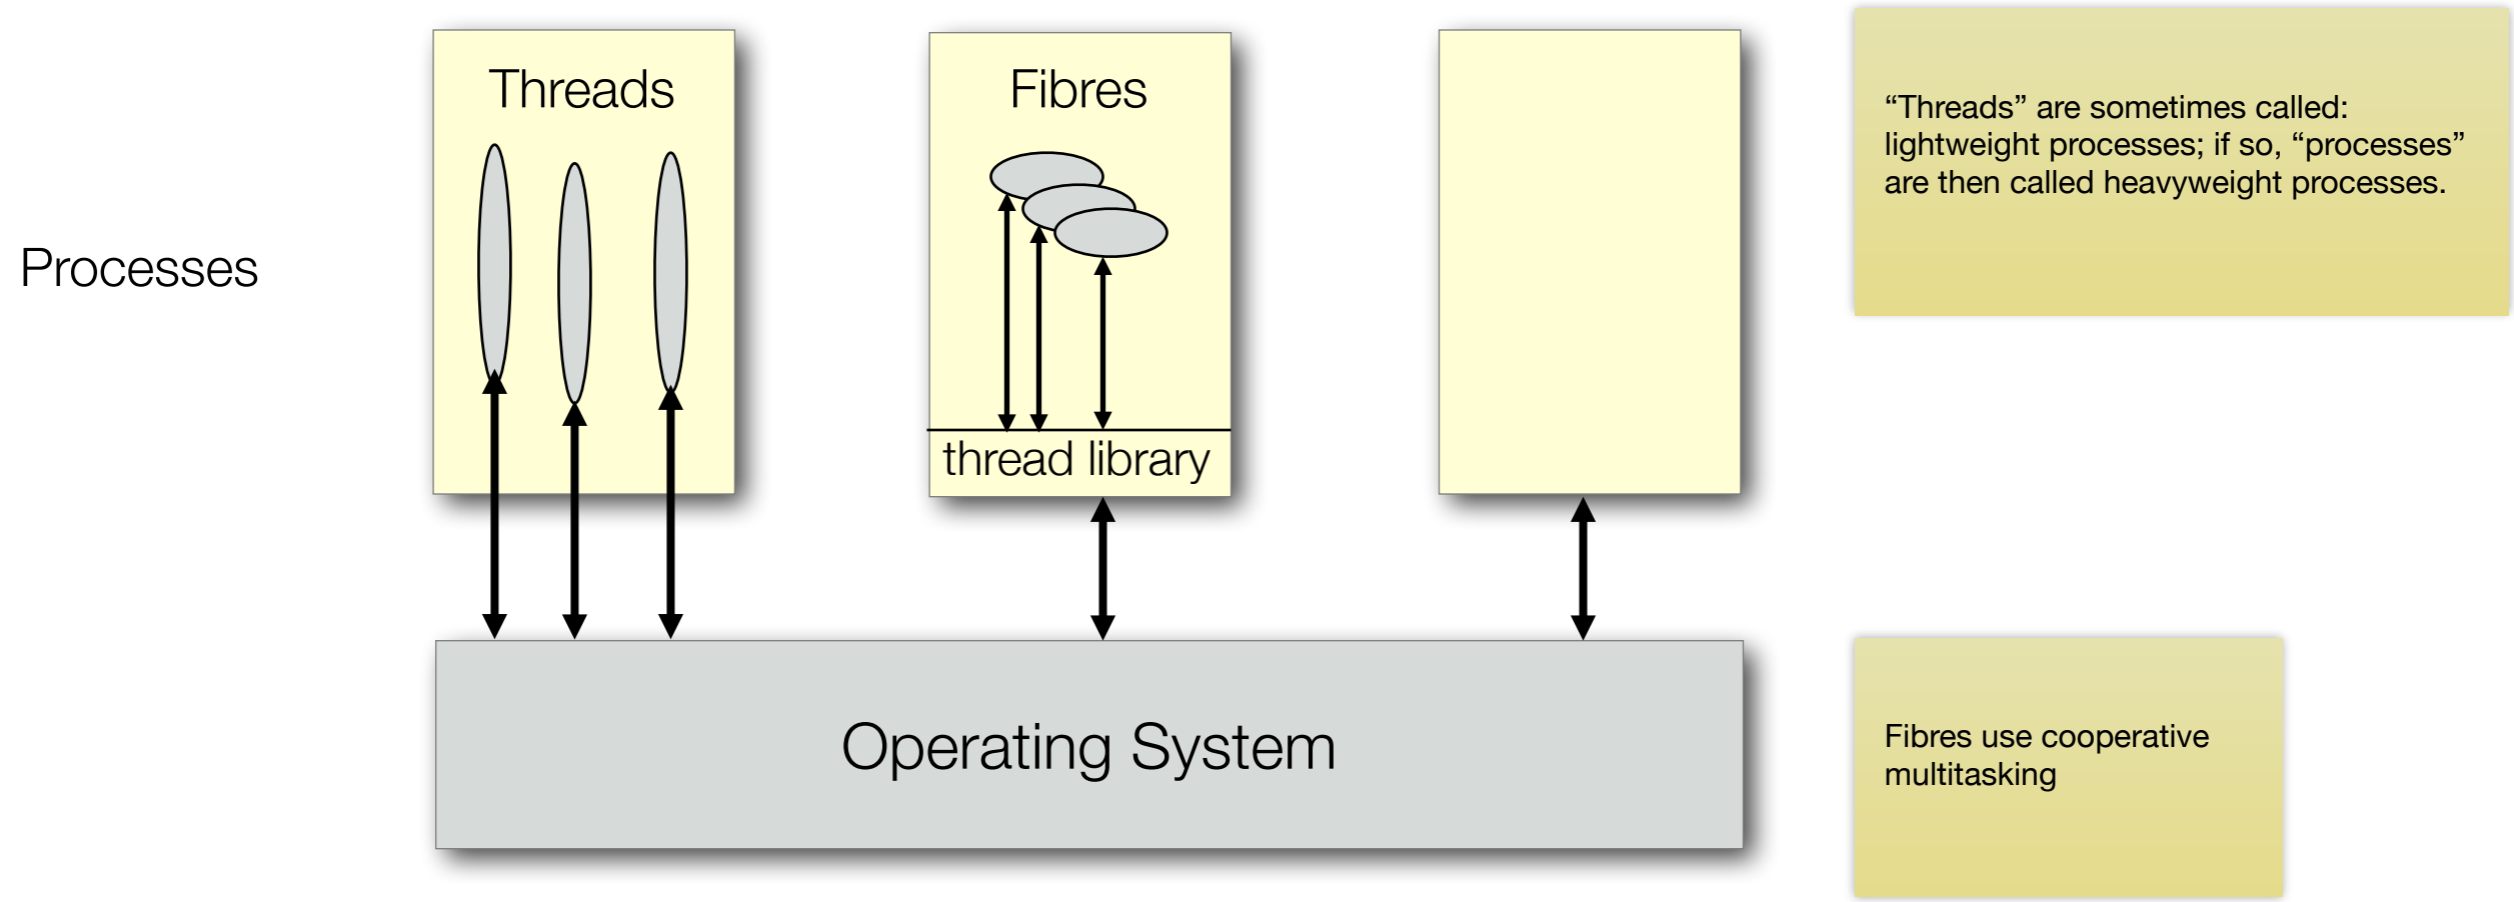 Processes
Threads
Fibres
thread library
Operating System
“Threads” are sometimes called:
lightweight processes; if so, “processes”
are then called heavyweight processes.
Fibres use cooperative
multitasking